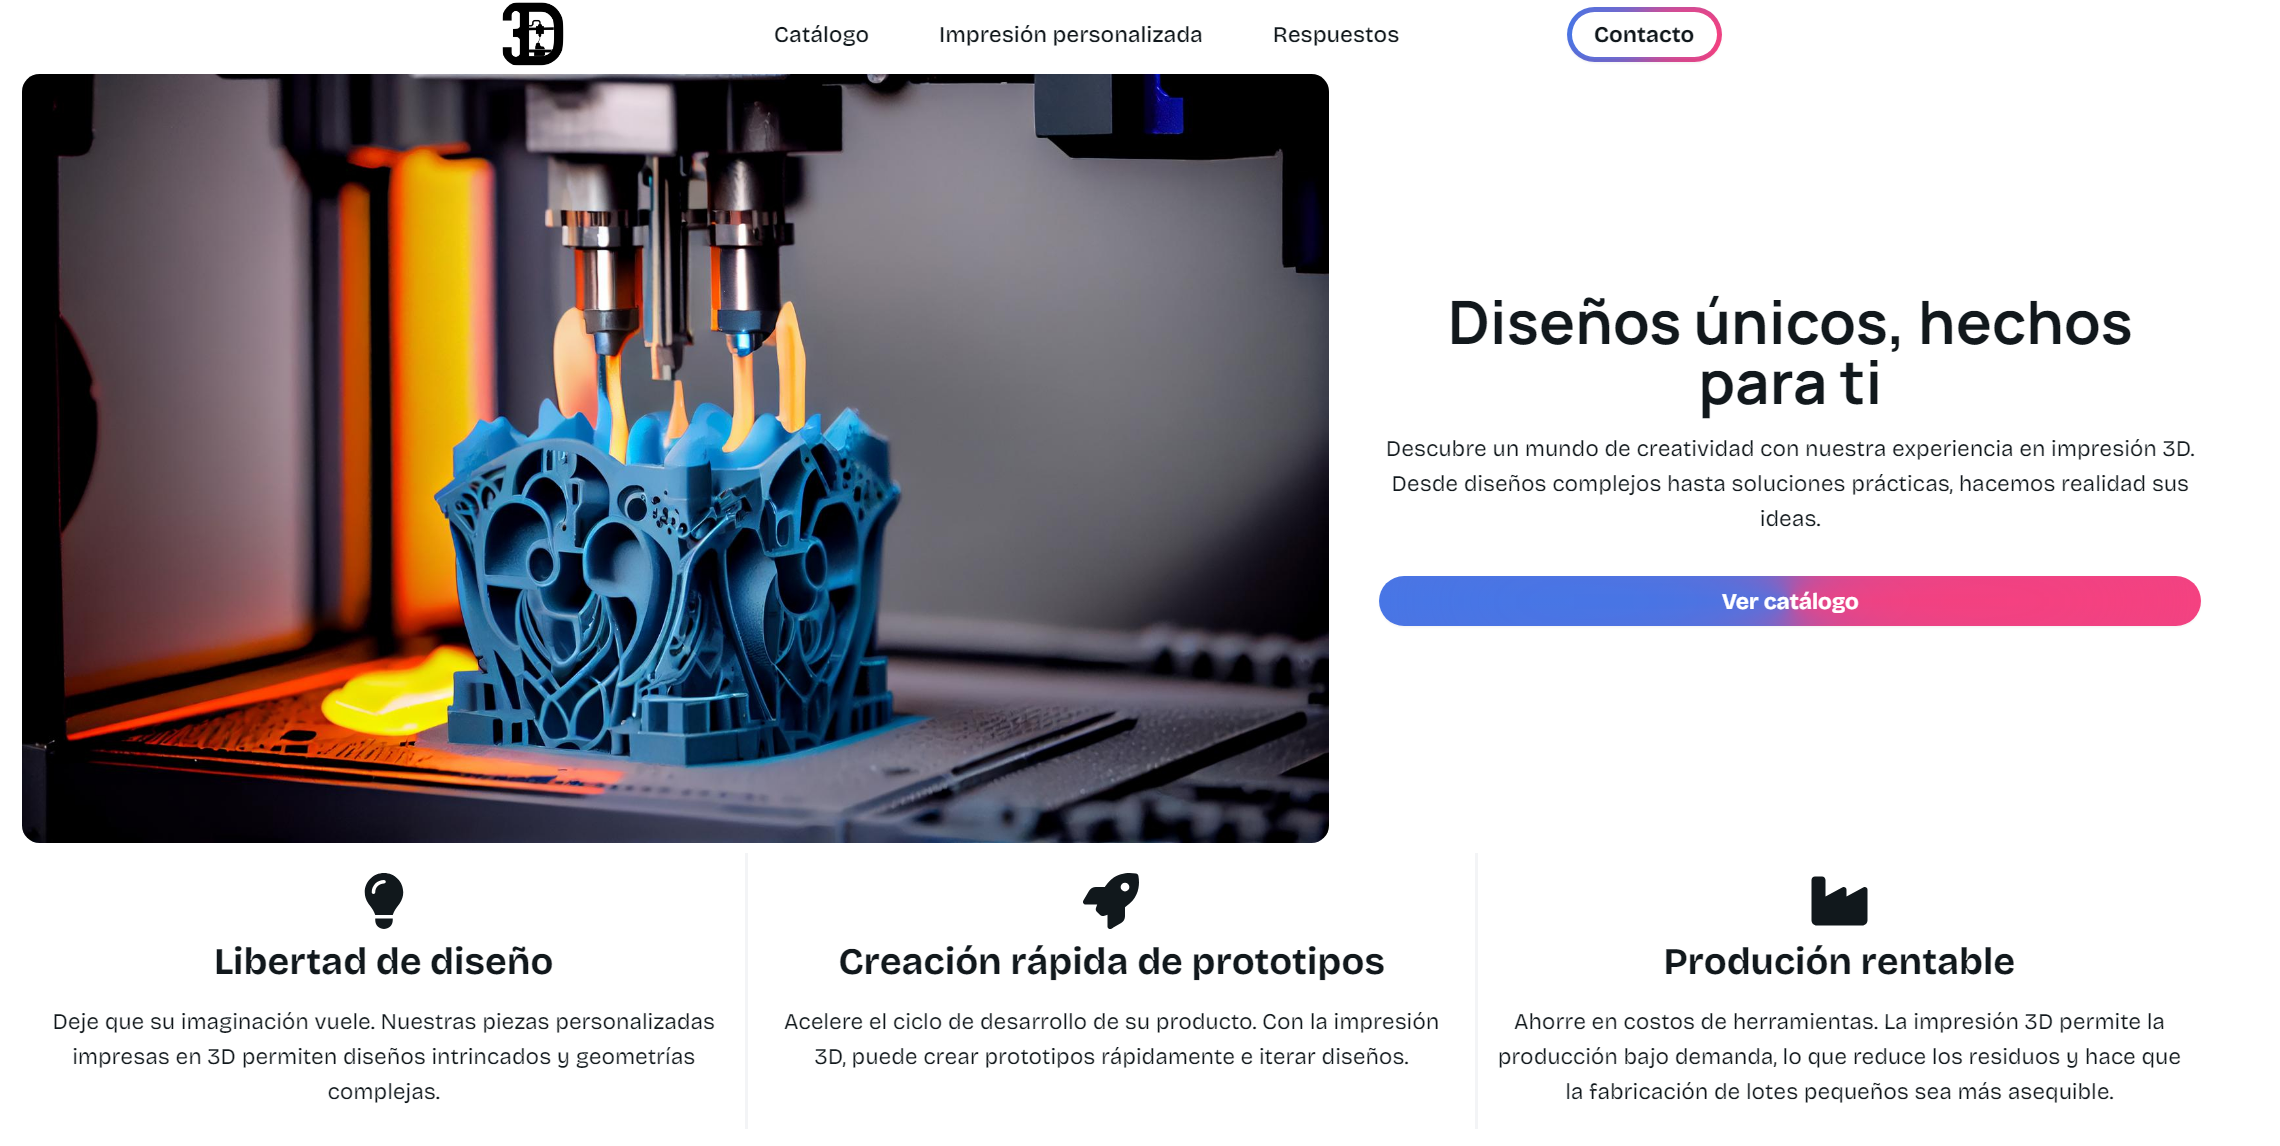 3D
Catálogo
Impresión personalizada
Respuestos
Contacto
Diseños únicos, hechos
para ti
Descubre un mundo de creatividad con nuestra experiencia en impresión 3D.
Desde diseños complejos hasta soluciones prácticas, hacemos realidad sus
ideas.
Ver catálogo
Libertad de diseño
Deje que su imaginación vuele. Nuestras piezas personalizadas
impresas en 3D permiten diseños intrincados y geometrías
complejas.
Creación rápida de prototipos
Acelere el ciclo de desarrollo de su producto. Con la impresión
3D, puede crear prototipos rápidamente e iterar diseños.
Produción rentable
Ahorre en costos de herramientas. La impresión 3D permite la
producción bajo demanda, lo que reduce los residuos y hace que
la fabricación de lotes pequeños sea más asequible.